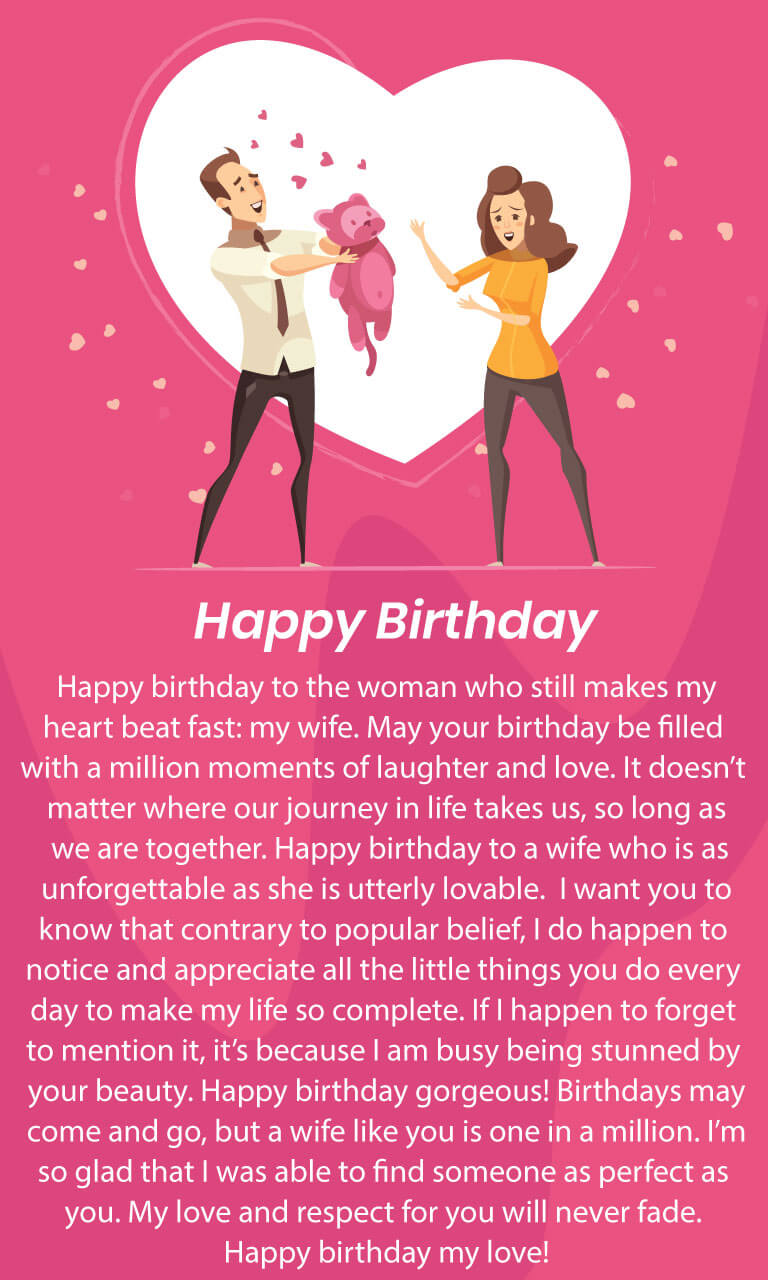 Happy Birthday
Happy birthday to the woman who still makes my
heart beat fast: my wife. May your birthday be filled
with a million moments of laughter and love. It doesn’t
matter where our journey in life takes us, so long as
we are together. Happy birthday to a wife who is as
unforgettable as she is utterly lovable.  I want you to
know that contrary to popular belief, I do happen to
notice and appreciate all the little things you do every
day to make my life so complete. If I happen to forget
to mention it, it’s because I am busy being stunned by
your beauty. Happy birthday gorgeous! Birthdays may
come and go, but a wife like you is one in a million. I’m
so glad that I was able to find someone as perfect as
you. My love and respect for you will never fade.
Happy birthday my love!